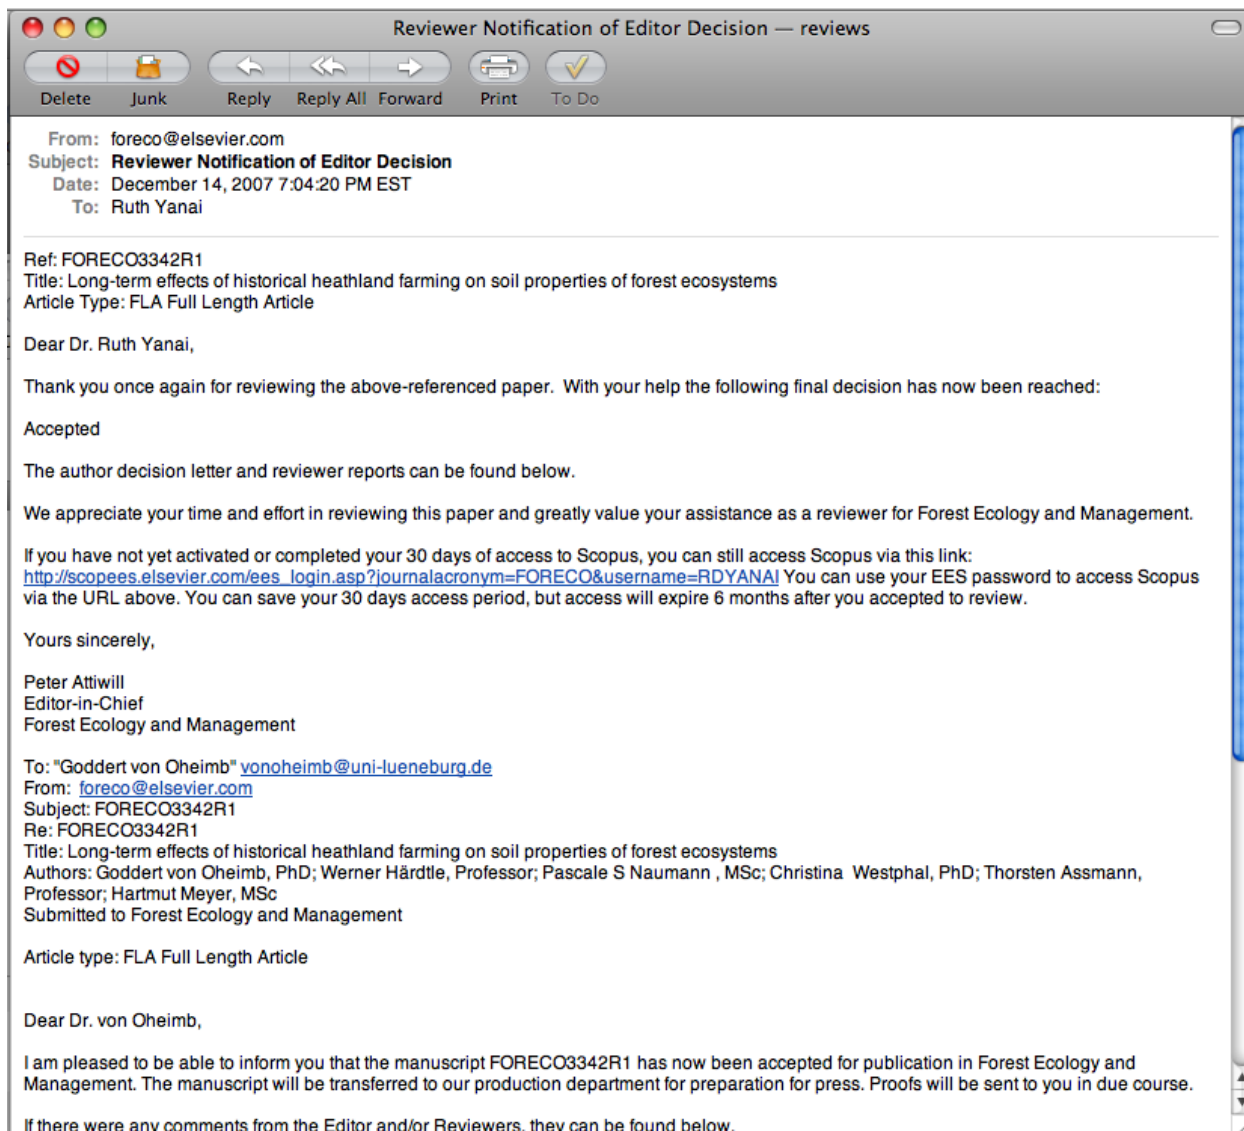 Reviewer Notification of Editor Decision — reviews
Delete Junk Reply Reply All Forward Print To Do
From: foreco@elsevier.com
Subject: Reviewer Notification of Editor Decision
Date: December 14, 2007 7:04:20 PM EST
To: Ruth Yanai
Ref: FORECO3342R1
Title: Long-term effects of historical heathland farming on soil properties of forest ecosystems
Article Type: FLA Full Length Article
Dear Dr. Ruth Yanai,
Thank you once again for reviewing the above-referenced paper.  With your help the following final decision has now been reached:
Accepted
The author decision letter and reviewer reports can be found below.
We appreciate your time and effort in reviewing this paper and greatly value your assistance as a reviewer for Forest Ecology and Management.
If you have not yet activated or completed your 30 days of access to Scopus, you can still access Scopus via this link:
http://scopees.elsevier.com/ees_login.asp?journalacronym=FORECO&username=RDYANAI You can use your EES password to access Scopus
via the URL above. You can save your 30 days access period, but access will expire 6 months after you accepted to review.
Yours sincerely,
Peter Attiwill
Editor-in-Chief
Forest Ecology and Management
To: "Goddert von Oheimb" vonoheimb@uni-lueneburg.de
From:  foreco@elsevier.com
Subject: FORECO3342R1
Re: FORECO3342R1
Title: Long-term effects of historical heathland farming on soil properties of forest ecosystems
Authors: Goddert von Oheimb, PhD; Werner Härdtle, Professor; Pascale S Naumann , MSc; Christina  Westphal, PhD; Thorsten Assmann,
Professor; Hartmut Meyer, MSc
Submitted to Forest Ecology and Management
Article type: FLA Full Length Article
Dear Dr. von Oheimb,
I am pleased to be able to inform you that the manuscript FORECO3342R1 has now been accepted for publication in Forest Ecology and
Management. The manuscript will be transferred to our production department for preparation for press. Proofs will be sent to you in due course.
If there were any comments from the Editor and/or Reviewers, they can be found below.